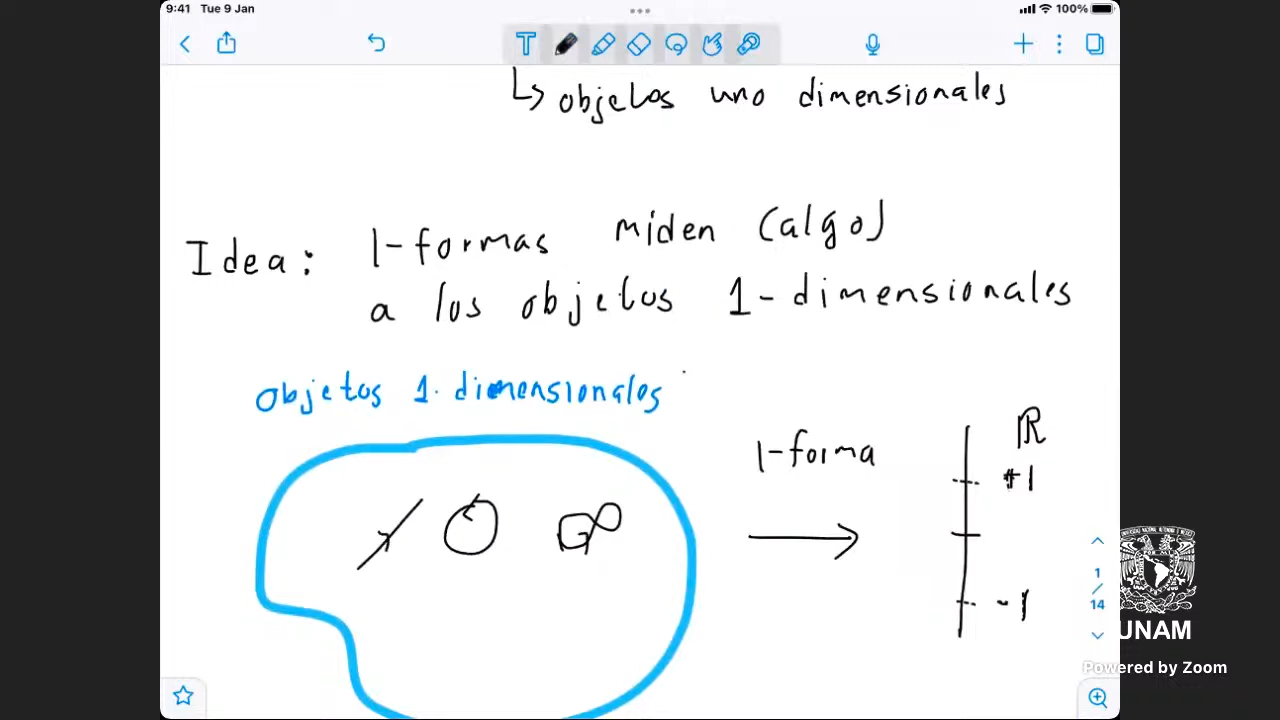 9:41 Tue 9 Jan
100%
↳ objetos uno dimensionales
Idea: 1-formas miden (algo)
a los objetos 1-dimensionales
objetos 1-dimensionales
1-forma
ℝ
+1
-1
1
/
14
UNAM
Powered by Zoom